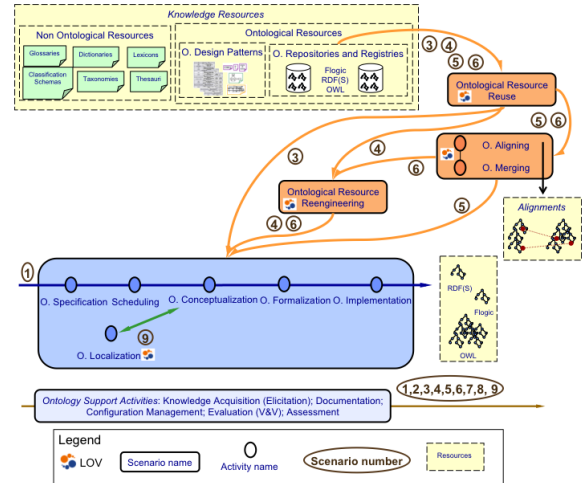 Knowledge Resources
Non Ontological Resources
Glossaries
Dictionaries
Lexicons
Classification
Schemas
Taxonomies
Thesauri
Ontological Resources
O. Design Patterns
O. Repositories and Registries
Flogic
RDF(S)
OWL
3 4
5 6
Ontological Resource
Reuse
5 6
O. Aligning
O. Merging
3
4
6
5
Ontological Resource
Reengineering
4 6
Alignments
1
O. Specification
Scheduling
O. Conceptualization
O. Formalization
O. Implementation
9
O. Localization
RDF(S)
Flogic
OWL
Ontology Support Activities: Knowledge Acquisition (Elicitation); Documentation;
Configuration Management; Evaluation (V&V); Assessment
1,2,3,4,5,6,7,8, 9
Legend
LOV
Scenario name
Activity name
Scenario number
Resources